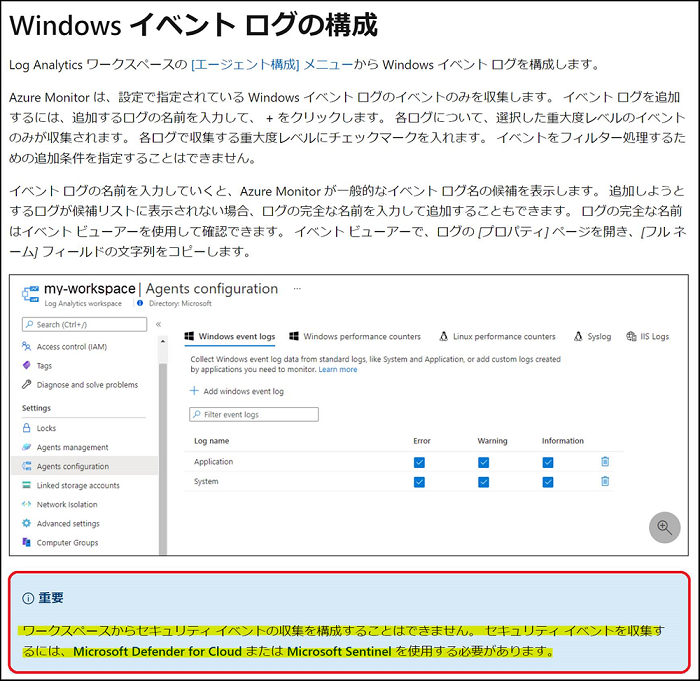 Windows イベント ログの構成
Log Analytics ワークスペースの [エージェント構成] メニューから Windows イベント ログを構成します。
Azure Monitor は、設定で指定されている Windows イベント ログのイベントのみを収集します。 イベント ログを追加
するには、追加するログの名前を入力して、 + をクリックします。 各ログについて、選択した重大度レベルのイベント
のみが収集されます。 各ログで収集する重大度レベルにチェックマークを入れます。 イベントをフィルター処理するた
めの追加条件を指定することはできません。
イベント ログの名前を入力していくと、Azure Monitor が一般的なイベント ログ名の候補を表示します。 追加しようと
するログが候補リストに表示されない場合、ログの完全な名前を入力して追加することもできます。 ログの完全な名前
はイベント ビューアーを使用して確認できます。 イベント ビューアーで、ログの [プロパティ] ページを開き、[フル ネ
ーム] フィールドの文字列をコピーします。
my-workspace | Agents configuration ...
Log Analytics workspace
Directory: Microsoft
Search (Ctrl+/)
«
Access control (IAM)
Tags
Diagnose and solve problems
Settings
Locks
Agents management
Agents configuration
Linked storage accounts
Network Isolation
Advanced settings
Computer Groups
Windows event logs
Windows performance counters
Linux performance counters
Syslog
IIS Logs
Collect Windows event log data from standard logs, like System and Application, or add custom logs created
by applications you need to monitor. Learn more
+ Add windows event log
Filter event logs
Log name Error Warning Information
Application
System
重要
ワークスペースからセキュリティ イベントの収集を構成することはできません。 セキュリティ イベントを収集す
るには、Microsoft Defender for Cloud または Microsoft Sentinel を使用する必要があります。